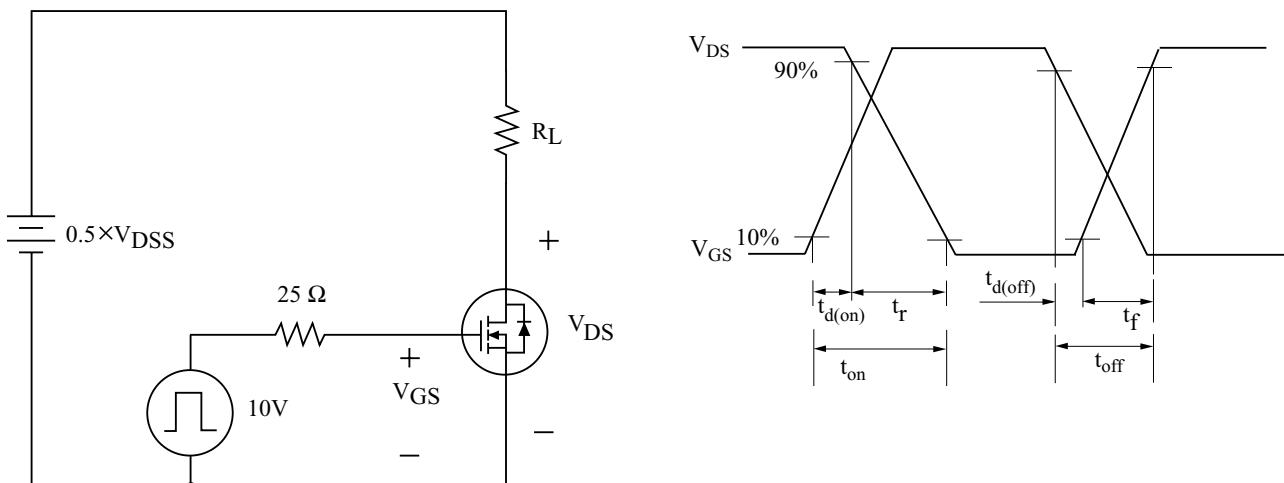 R_L
0.5×V_DSS
25 Ω
+
V_DS
+
V_GS
10V
−
−
V_DS
90%
V_GS
10%
t_d(on)
t_r
t_d(off)
t_f
t_on
t_off